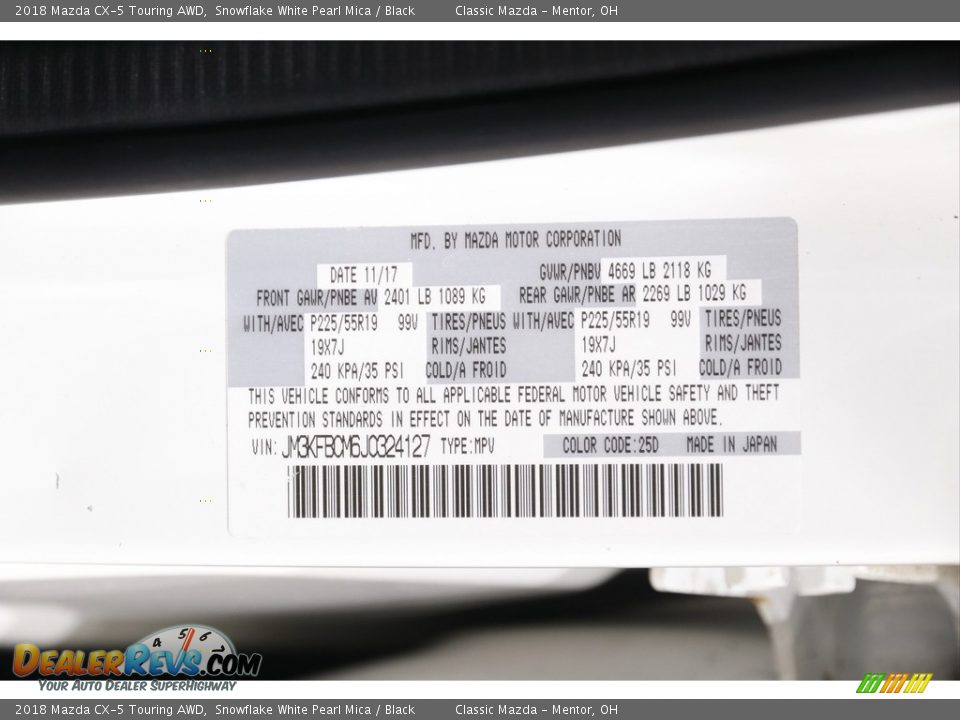 2018 Mazda CX-5 Touring AWD, Snowflake White Pearl Mica / Black Classic Mazda - Mentor, OH
MFD. BY MAZDA MOTOR CORPORATION
DATE 11/17 GVWR/PNBV 4669 LB 2118 KG
FRONT GAWR/PNBE AV 2401 LB 1089 KG REAR GAWR/PNBE AR 2269 LB 1029 KG
WITH/AVEC P225/55R19 99V TIRES/PNEUS WITH/AVEC P225/55R19 99V TIRES/PNEUS
19X7J RIMS/JANTES 19X7J RIMS/JANTES
240 KPA/35 PSI COLD/A FROID 240 KPA/35 PSI COLD/A FROID
THIS VEHICLE CONFORMS TO ALL APPLICABLE FEDERAL MOTOR VEHICLE SAFETY AND THEFT
PREVENTION STANDARDS IN EFFECT ON THE DATE OF MANUFACTURE SHOWN ABOVE.
VIN: JM3KFBCM6J0324127 TYPE:MPV COLOR CODE:25D MADE IN JAPAN
4 5 6
DEALERREVS.COM
YOUR AUTO DEALER SUPERHIGHWAY
2018 Mazda CX-5 Touring AWD, Snowflake White Pearl Mica / Black Classic Mazda - Mentor, OH